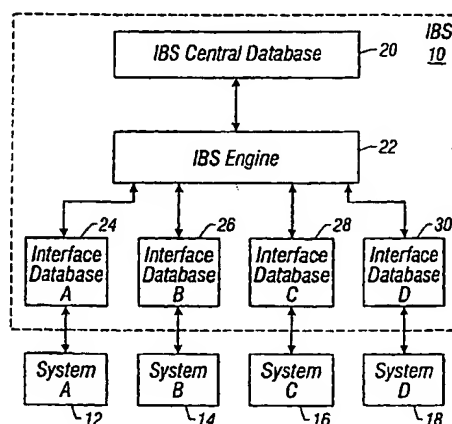 IBS
10
IBS Central Database
20
IBS Engine
22
24
26
28
30
Interface
Database
A
Interface
Database
B
Interface
Database
C
Interface
Database
D
System
A
System
B
System
C
System
D
12
14
16
18